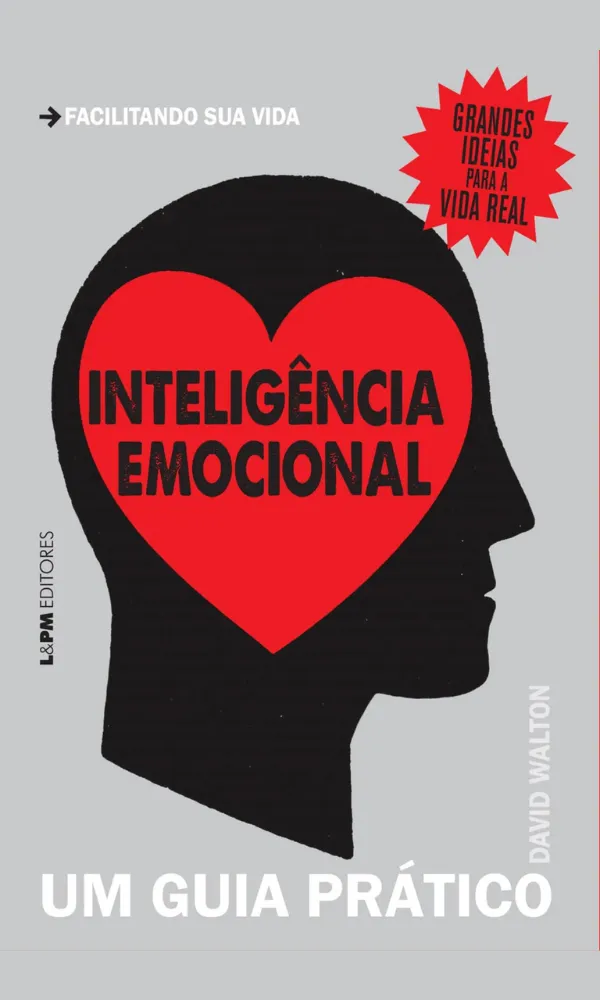 → FACILITANDO SUA VIDA
GRANDES
IDEIAS
PARA A
VIDA REAL
INTELIGÊNCIA
EMOCIONAL
L&PM EDITORES
DAVID WALTON
UM GUIA PRÁTICO